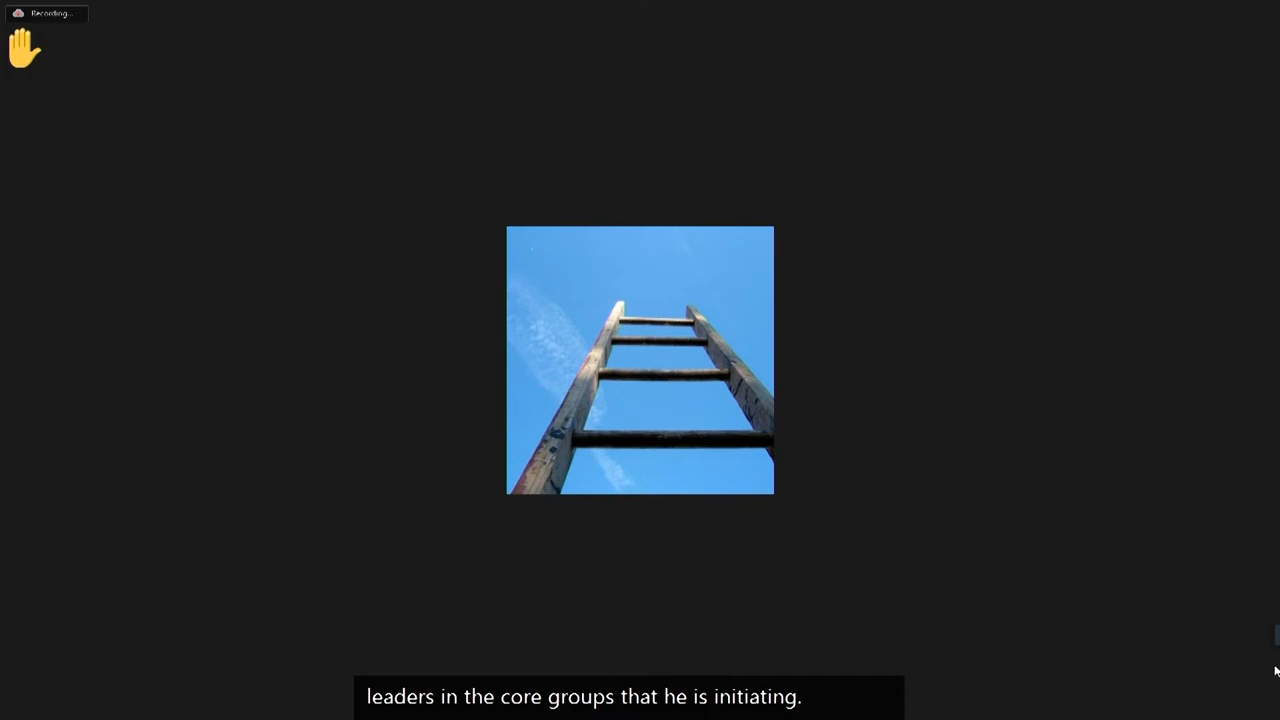 Recording...
leaders in the core groups that he is initiating.